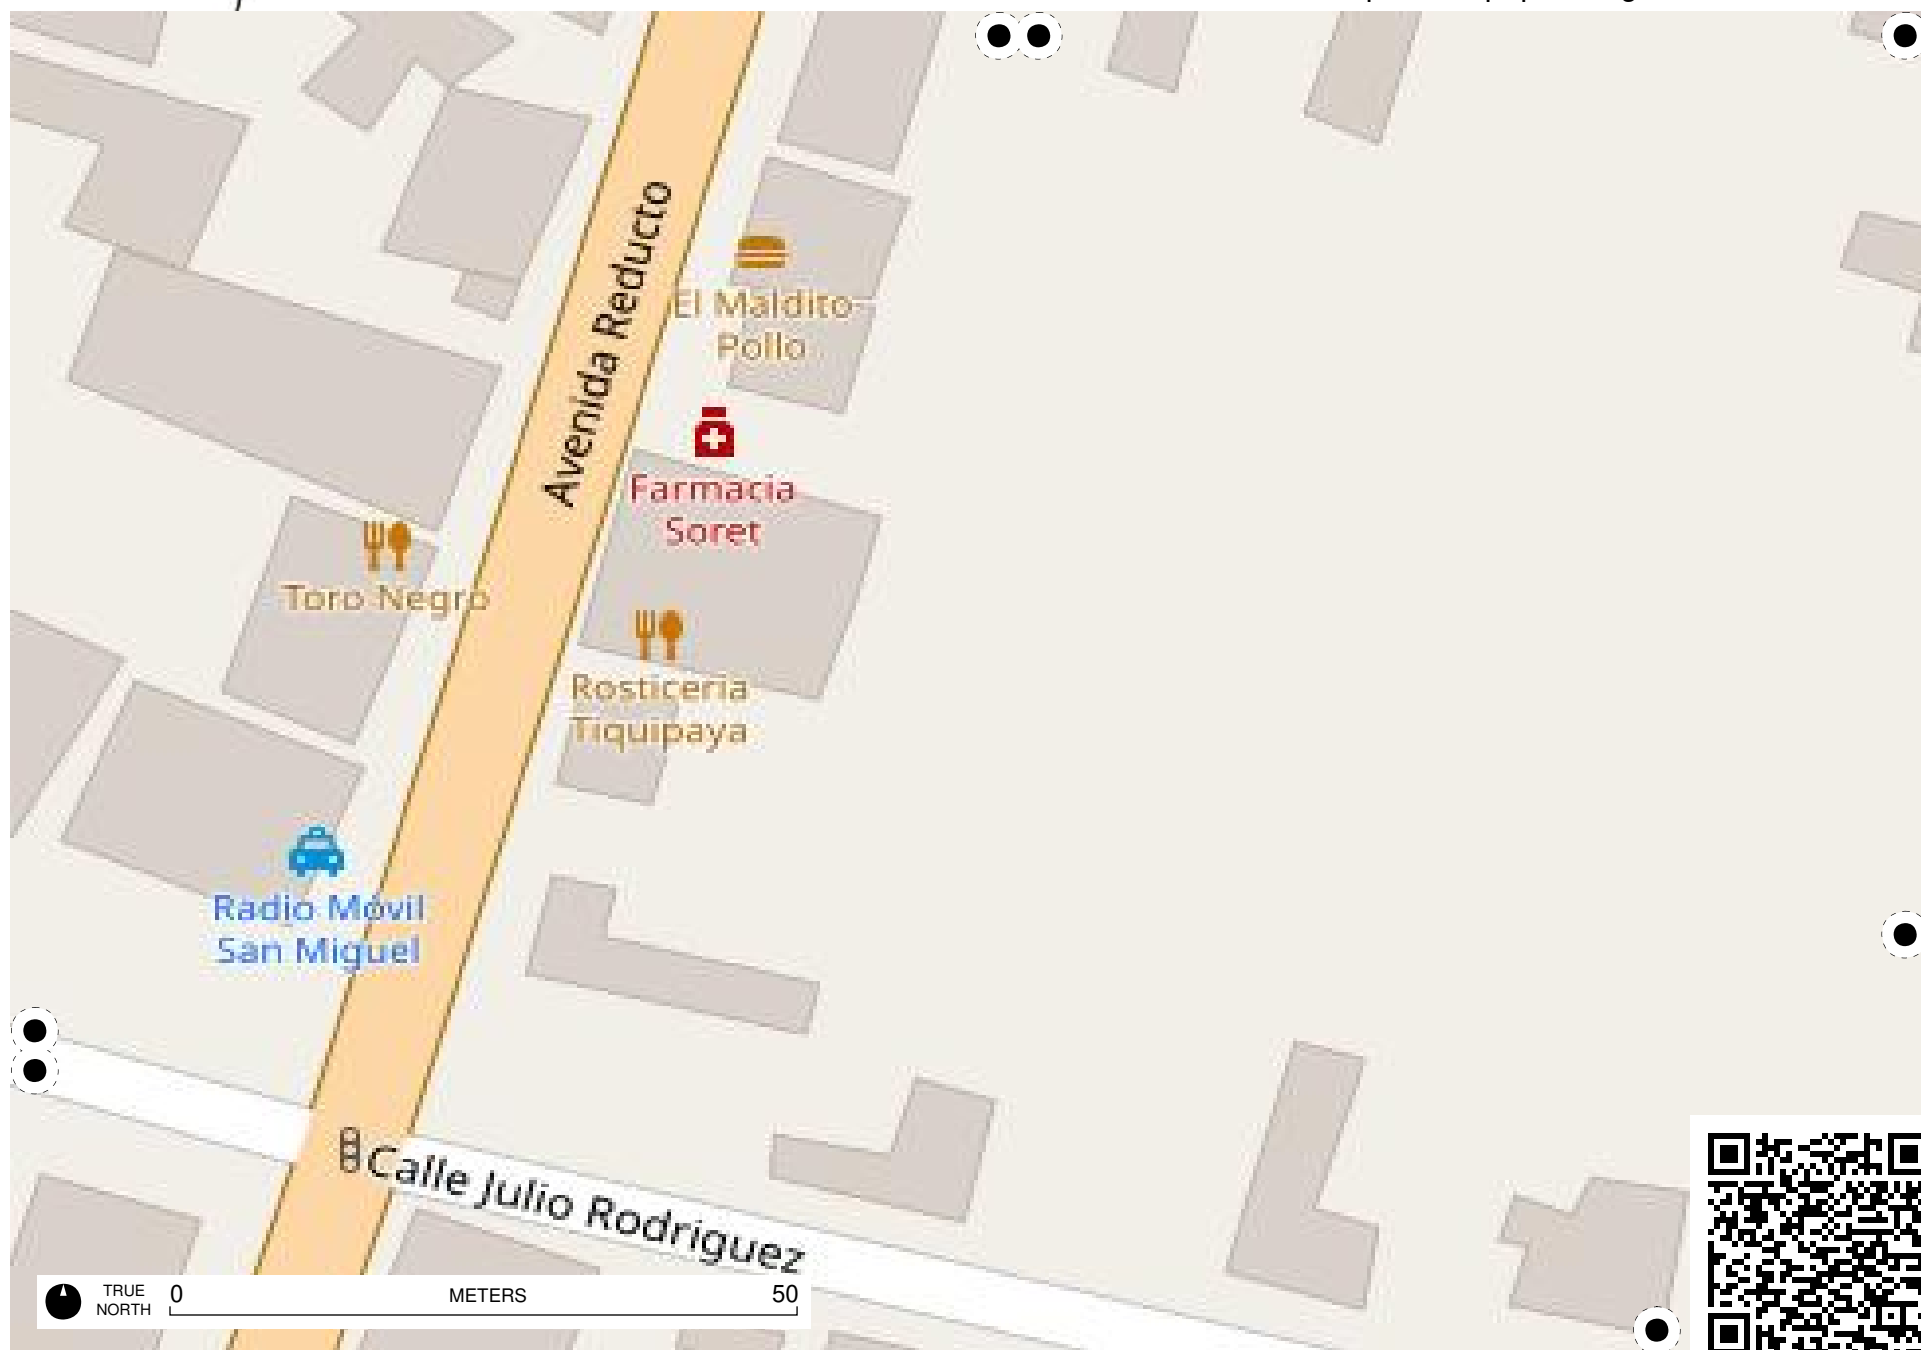 Avenida Reducto
El Maldito
Pollo
Farmacia
Soret
Toro Negro
Rosticeria
Tiquipaya
Radio Móvil
San Miguel
Calle Julio Rodriguez
TRUE
NORTH
0 METERS 50